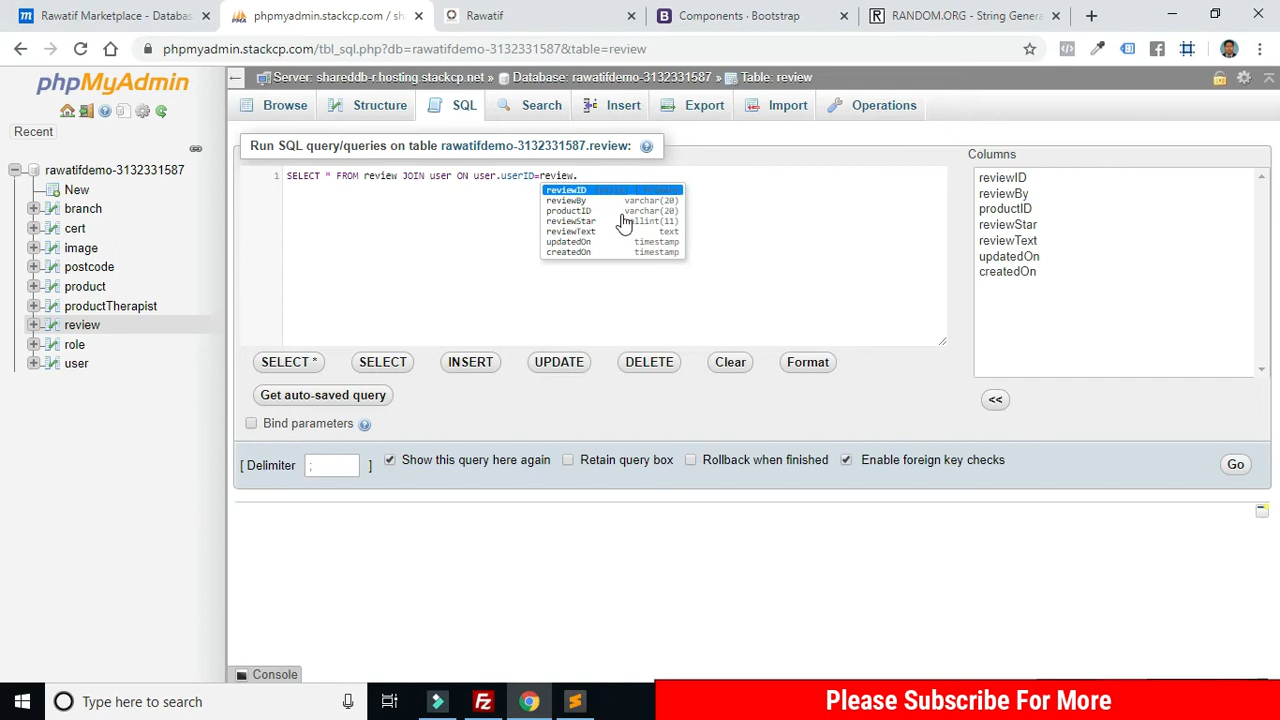 Rawatif Marketplace - Databas
phpmyadmin.stackcp.com / sh
Rawatif
Components · Bootstrap
RANDOM.ORG - String Genera
phpmyadmin.stackcp.com/tbl_sql.php?db=rawatifdemo-3132331587&table=review
phpMyAdmin
Recent
rawatifdemo-3132331587
New
branch
cert
image
postcode
product
productTherapist
review
role
user
Server: shareddb-r.hosting.stackcp.net » Database: rawatifdemo-3132331587 » Table: review
Browse
Structure
SQL
Search
Insert
Export
Import
Operations
Run SQL query/queries on table rawatifdemo-3132331587.review:
1 SELECT * FROM review JOIN user ON user.userID=review.
reviewID
reviewBy varchar(20)
productID varchar(20)
reviewStar
reviewText text
updatedOn timestamp
createdOn timestamp
Columns
reviewID
reviewBy
productID
reviewStar
reviewText
updatedOn
createdOn
<<
SELECT *
SELECT
INSERT
UPDATE
DELETE
Clear
Format
Get auto-saved query
Bind parameters
[ Delimiter ; ]
Show this query here again
Retain query box
Rollback when finished
Enable foreign key checks
Go
Console
Type here to search
Please Subscribe For More